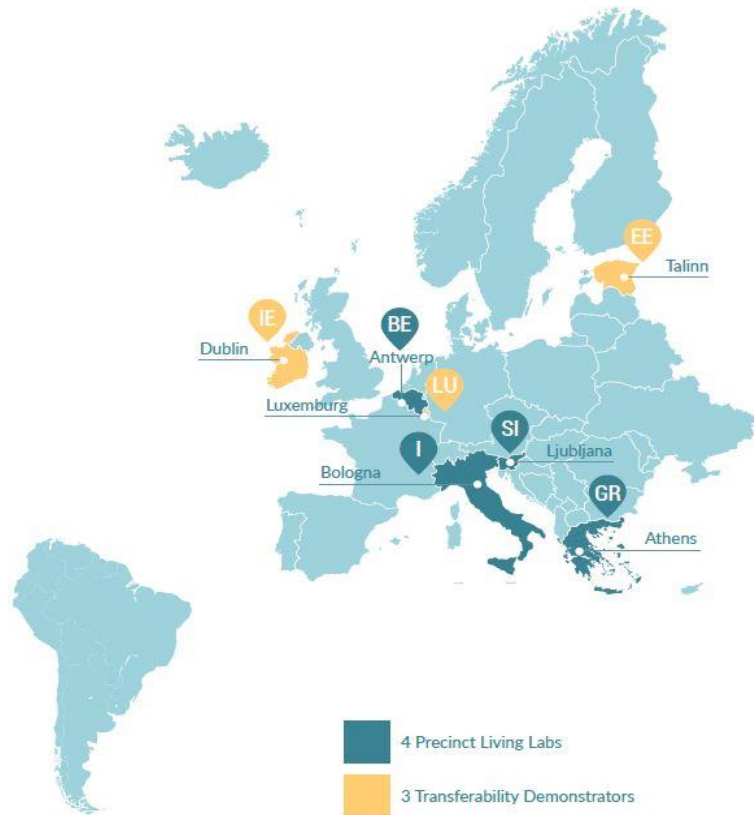 EE
Talinn
IE
BE
Dublin
Antwerp
LU
Luxemburg
SI
I
Ljubljana
Bologna
GR
Athens
4 Precinct Living Labs
3 Transferability Demonstrators